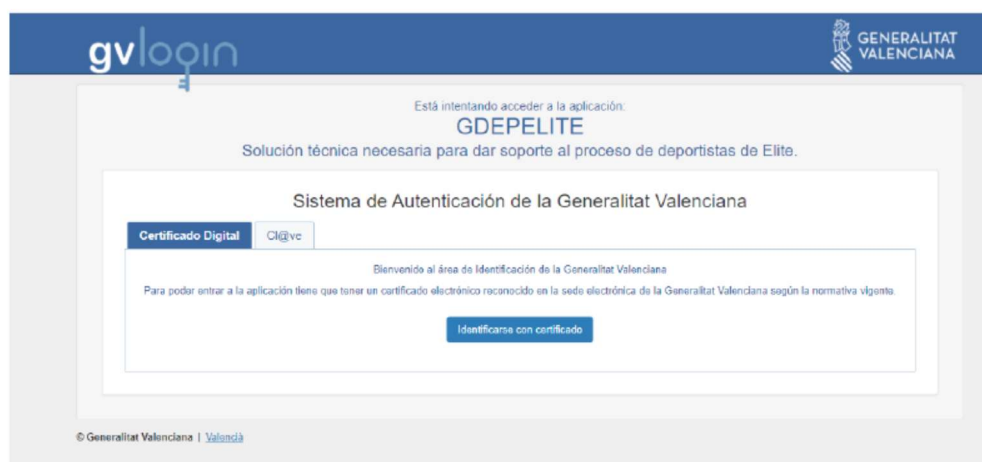 gvlogin
GENERALITAT
VALENCIANA
Está intentando acceder a la aplicación:
GDEPELITE
Solución técnica necesaria para dar soporte al proceso de deportistas de Elite.
Sistema de Autenticación de la Generalitat Valenciana
Certificado Digital
Cl@ve
Bienvenido al área de Identificación de la Generalitat Valenciana
Para poder entrar a la aplicación tiene que tener un certificado electrónico reconocido en la sede electrónica de la Generalitat Valenciana según la normativa vigente.
Identificarse con certificado
© Generalitat Valenciana | Valencià